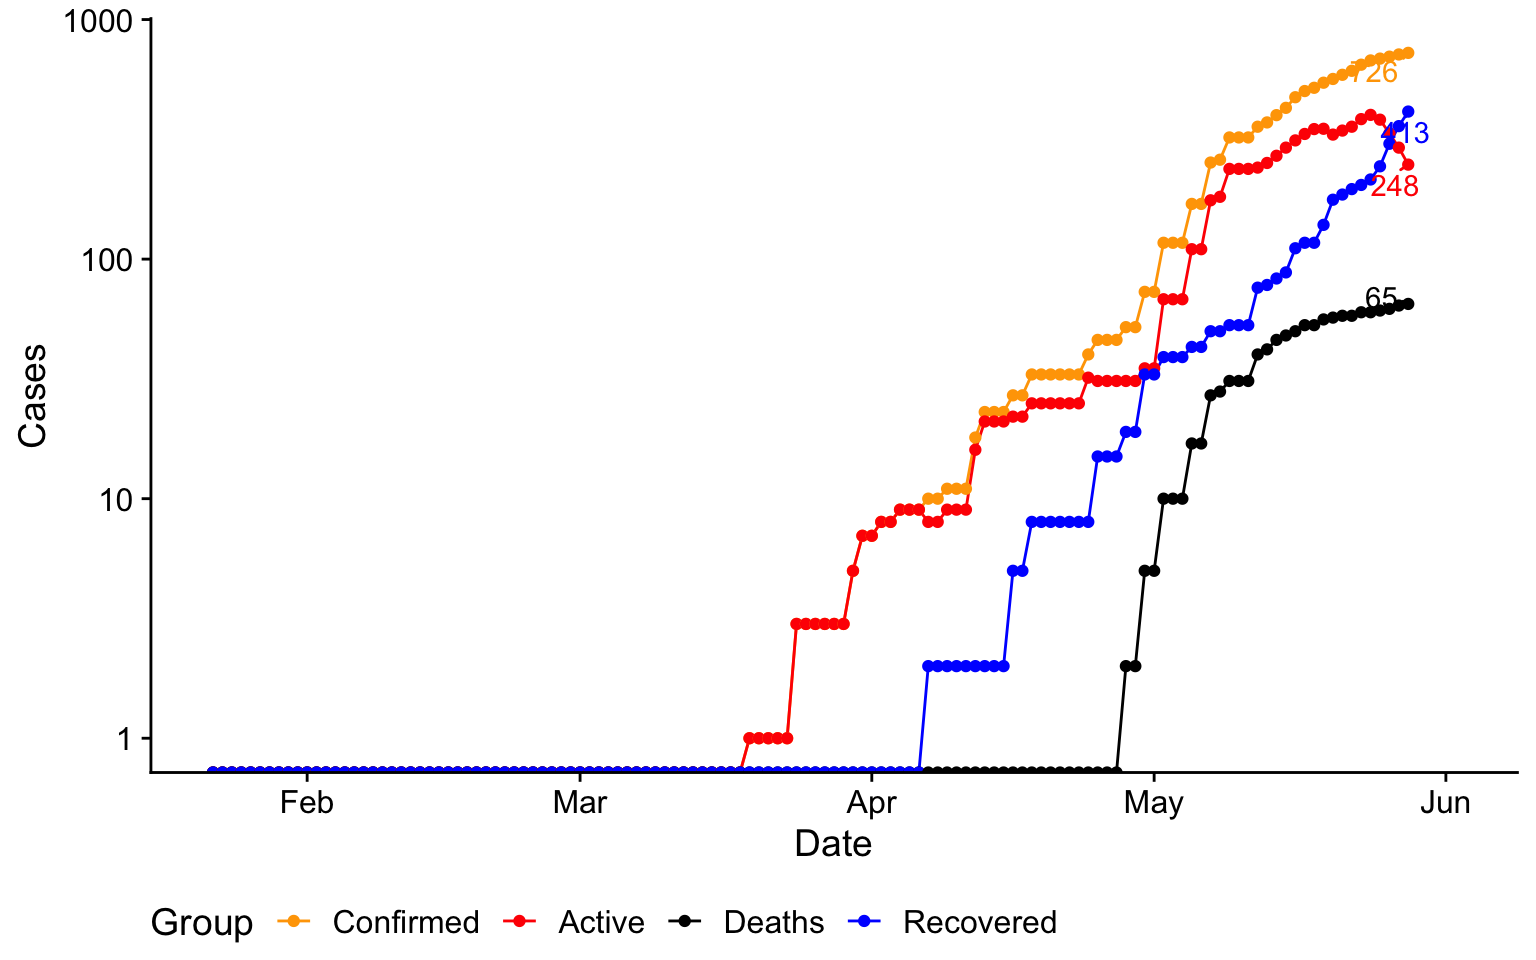 1000
100
10
1
Cases
726
413
248
65
Feb Mar Apr May Jun
Date
Group Confirmed Active Deaths Recovered